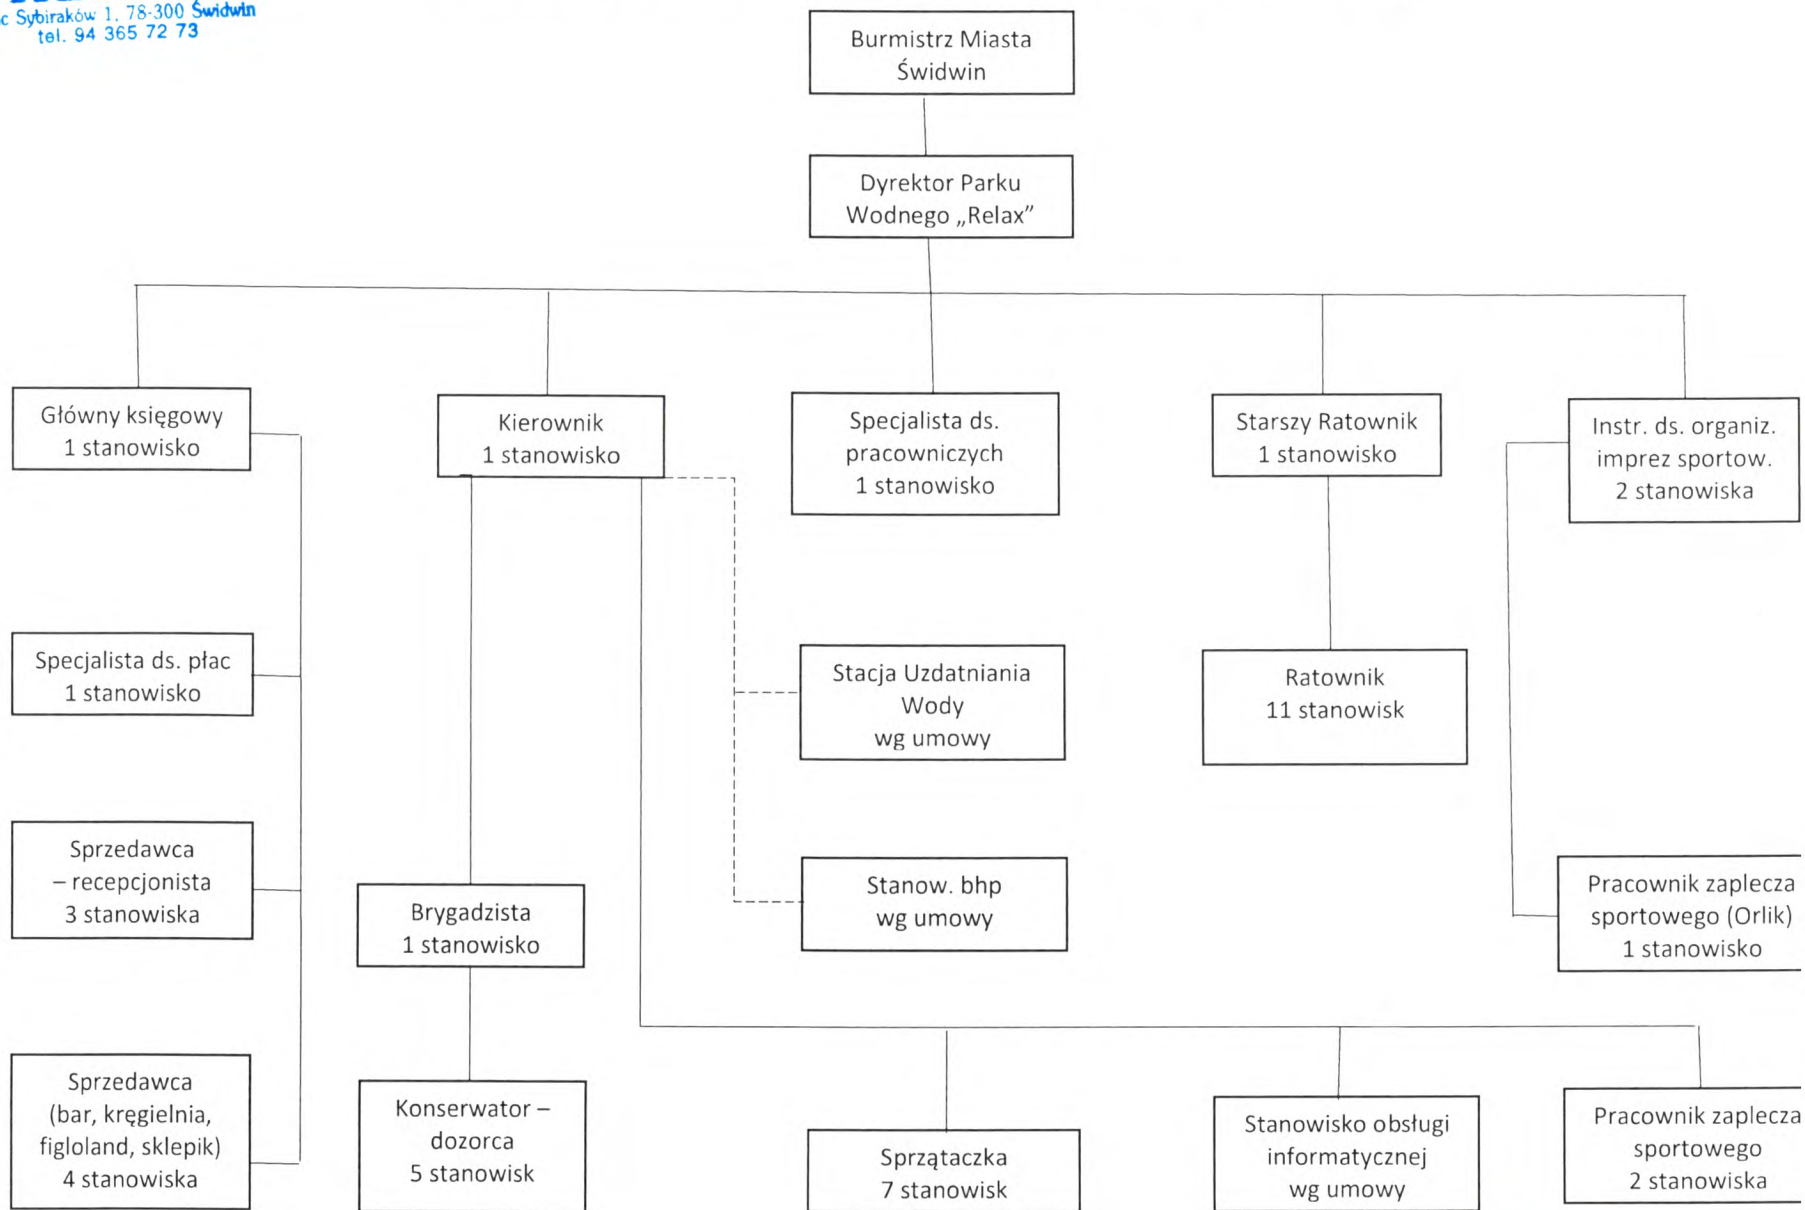 c Sybiraków 1, 78-300 Świdwin
tel. 94 365 72 73
Burmistrz Miasta
Świdwin
Dyrektor Parku
Wodnego „Relax”
Główny księgowy
1 stanowisko
Kierownik
1 stanowisko
Specjalista ds.
pracowniczych
1 stanowisko
Starszy Ratownik
1 stanowisko
Instr. ds. organiz.
imprez sportow.
2 stanowiska
Specjalista ds. płac
1 stanowisko
Stacja Uzdatniania
Wody
wg umowy
Ratownik
11 stanowisk
Sprzedawca
– recepcjonista
3 stanowiska
Brygadzista
1 stanowisko
Stanow. bhp
wg umowy
Pracownik zaplecza
sportowego (Orlik)
1 stanowisko
Sprzedawca
(bar, kręgielnia,
figloland, sklepik)
4 stanowiska
Konserwator –
dozorca
5 stanowisk
Sprzątaczka
7 stanowisk
Stanowisko obsługi
informatycznej
wg umowy
Pracownik zaplecza
sportowego
2 stanowiska